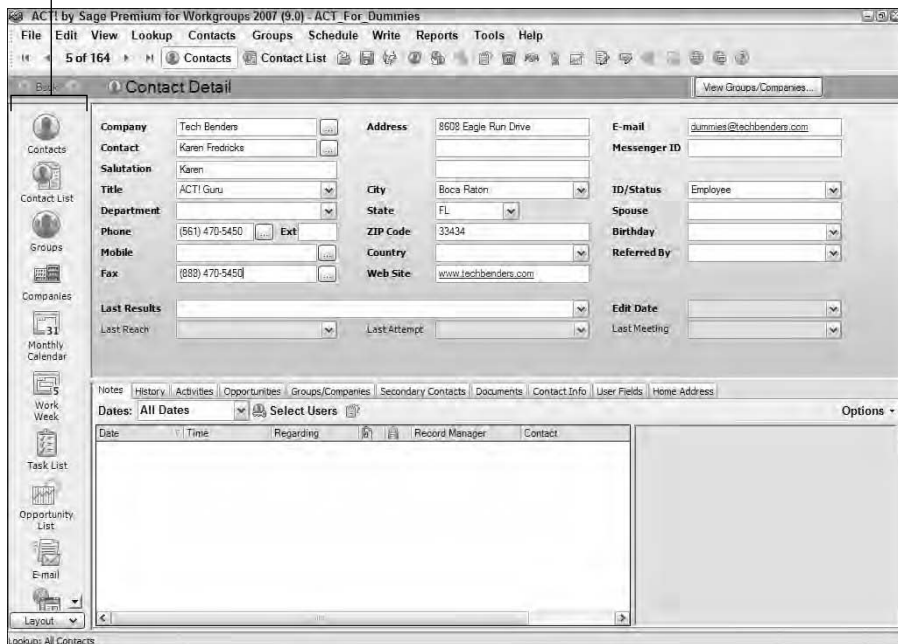 ACT! by Sage Premium for Workgroups 2007 (9.0) - ACT_For_Dummies
File Edit View Lookup Contacts Groups Schedule Write Reports Tools Help
5 of 164 Contacts Contact List
Back Contact Detail View Groups/Companies...
Contacts
Contact List
Groups
Companies
31
Monthly
Calendar
5
Work
Week
Task List
Opportunity
List
E-mail
Layout
Company Tech Benders ... Address 8608 Eagle Run Drive E-mail dummies@techbenders.com
Contact Karen Fredricks ... Messenger ID
Salutation Karen
Title ACT! Guru City Boca Raton ID/Status Employee
Department State FL Spouse
Phone (561) 470-5450 ... Ext ZIP Code 33434 Birthday
Mobile ... Country Referred By
Fax (888) 470-5450 ... Web Site www.techbenders.com
Last Results Edit Date
Last Reach Last Attempt Last Meeting
Notes History Activities Opportunities Groups/Companies Secondary Contacts Documents Contact Info User Fields Home Address
Dates: All Dates Select Users Options
Date Time Regarding Record Manager Contact
Lookup: All Contacts